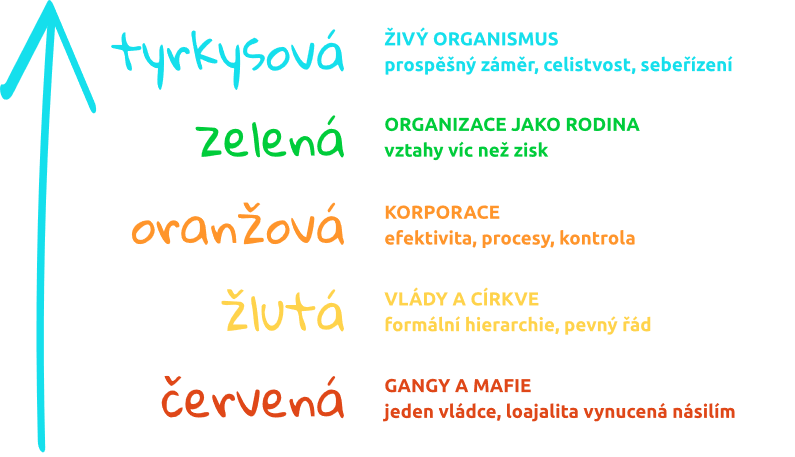 tyrkysová
ŽIVÝ ORGANISMUS
prospěšný záměr, celistvost, sebeřízení
zelená
ORGANIZACE JAKO RODINA
vztahy víc než zisk
oranžová
KORPORACE
efektivita, procesy, kontrola
žlutá
VLÁDY A CÍRKVE
formální hierarchie, pevný řád
červená
GANGY A MAFIE
jeden vládce, loajalita vynucená násilím